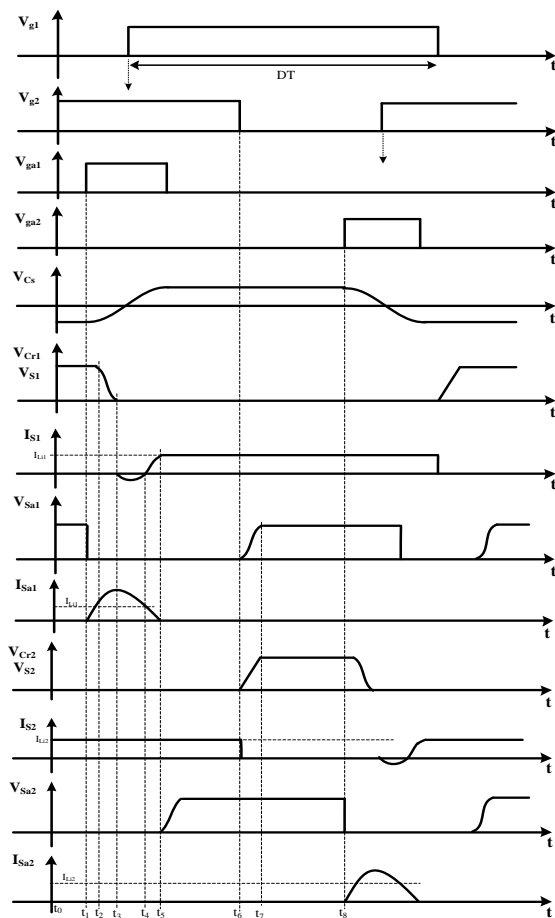 Vg1
t
DT
Vg2
t
Vga1
t
Vga2
t
VCs
t
VCr1
VS1
t
IS1
ILi1
t
VSa1
t
ISa1
ILi1
t
VCr2
VS2
t
IS2
ILi2
t
VSa2
t
ISa2
ILi2
t0 t1 t2 t3 t4 t5 t6 t7 t8
t